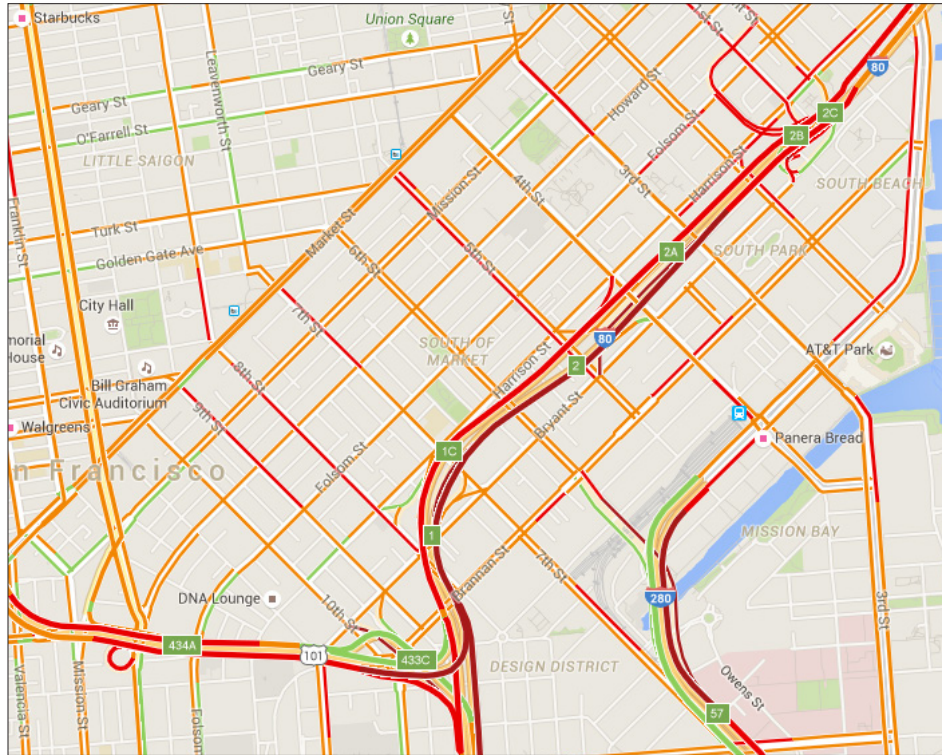 Starbucks
Union Square
Geary St
Geary St
O'Farrell St
Leavenworth St
LITTLE SAIGON
Franklin St
Turk St
Golden Gate Ave
Market St
Mission St
Howard St
Folsom St
Harrison St
3rd St
4th St
5th St
6th St
7th St
8th St
9th St
80
2C
2B
2A
SOUTH BEACH
SOUTH PARK
City Hall
morial
House
Bill Graham
Civic Auditorium
Walgreens
SOUTH OF
MARKET
Harrison St
80
2
AT&T Park
Bryant St
Folsom St
1C
Panera Bread
n Francisco
1
MISSION BAY
Brannan St
7th St
DNA Lounge
10th St
280
3rd St
434A
101
433C
DESIGN DISTRICT
Owens St
57
Valencia St
Mission St
Folsom